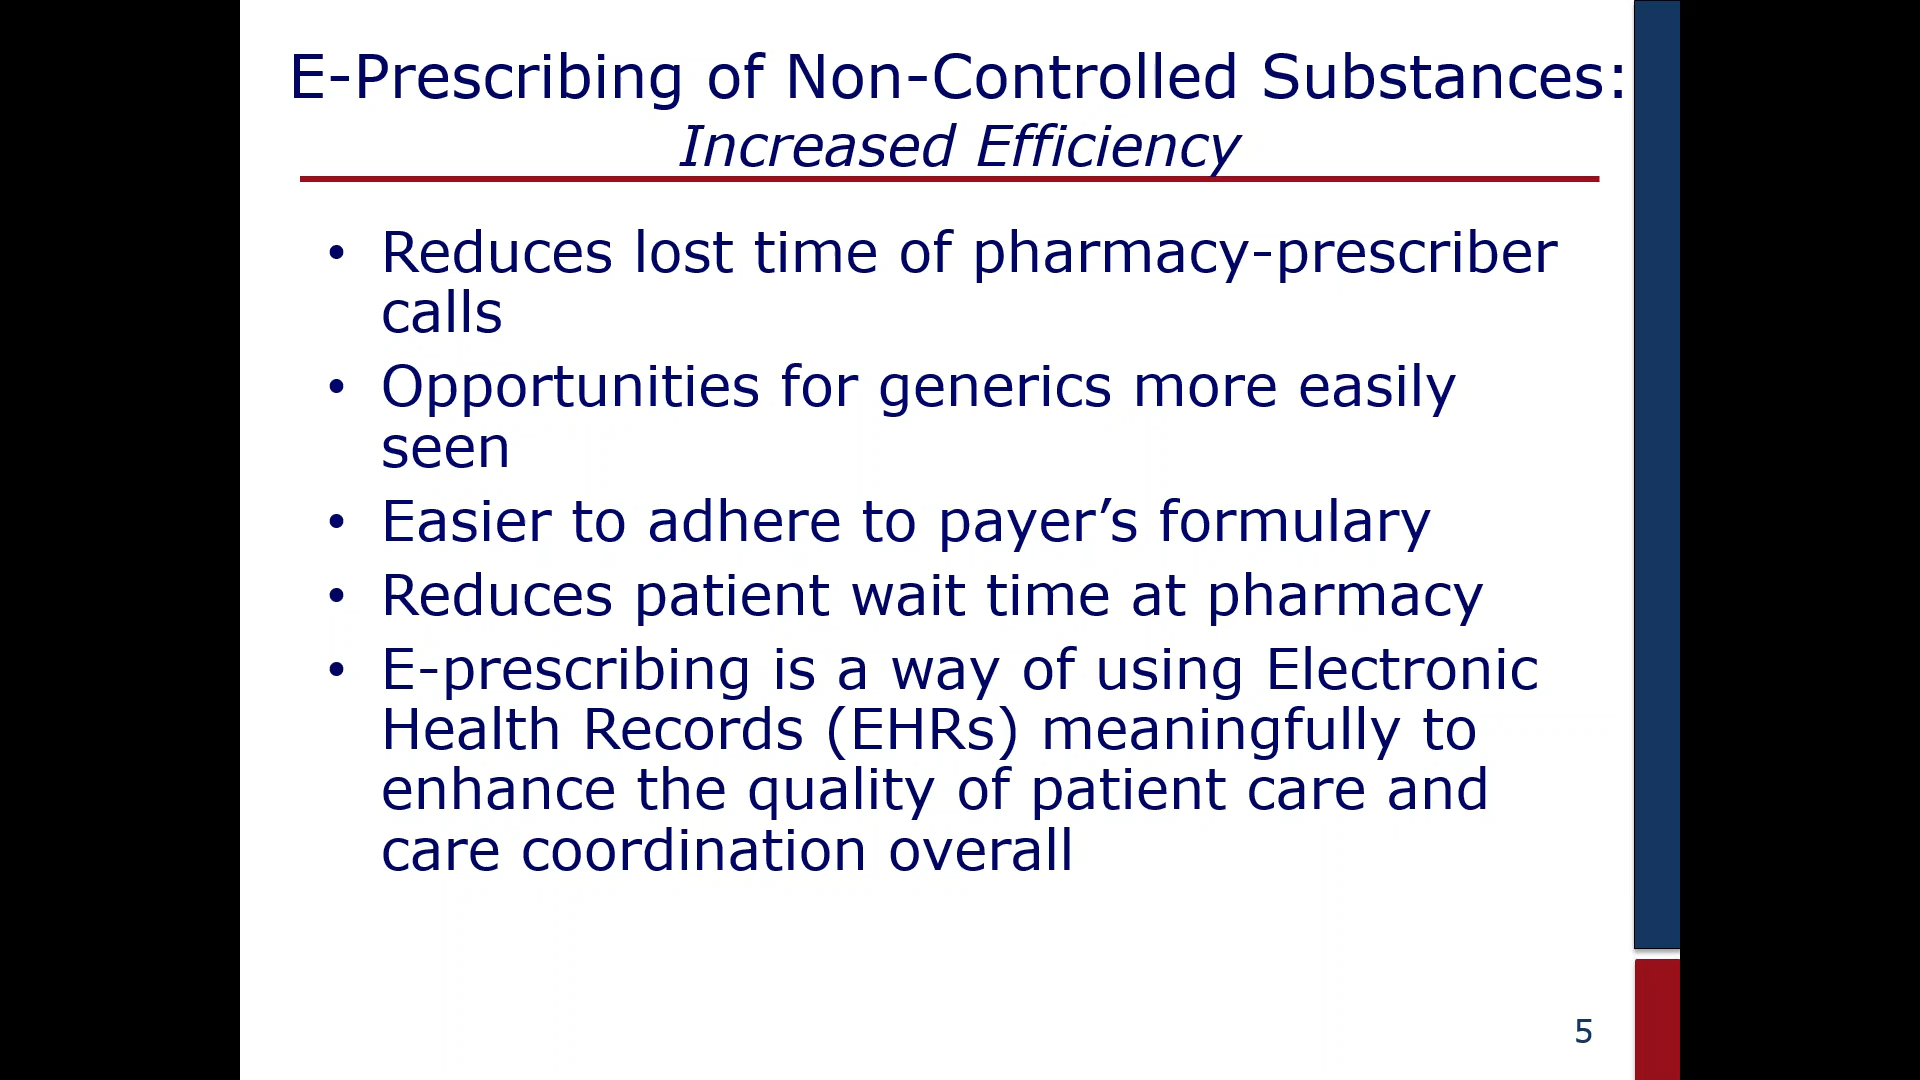 E-Prescribing of Non-Controlled Substances:
Increased Efficiency
• Reduces lost time of pharmacy-prescriber
calls
• Opportunities for generics more easily
seen
• Easier to adhere to payer’s formulary
• Reduces patient wait time at pharmacy
• E-prescribing is a way of using Electronic
Health Records (EHRs) meaningfully to
enhance the quality of patient care and
care coordination overall
5